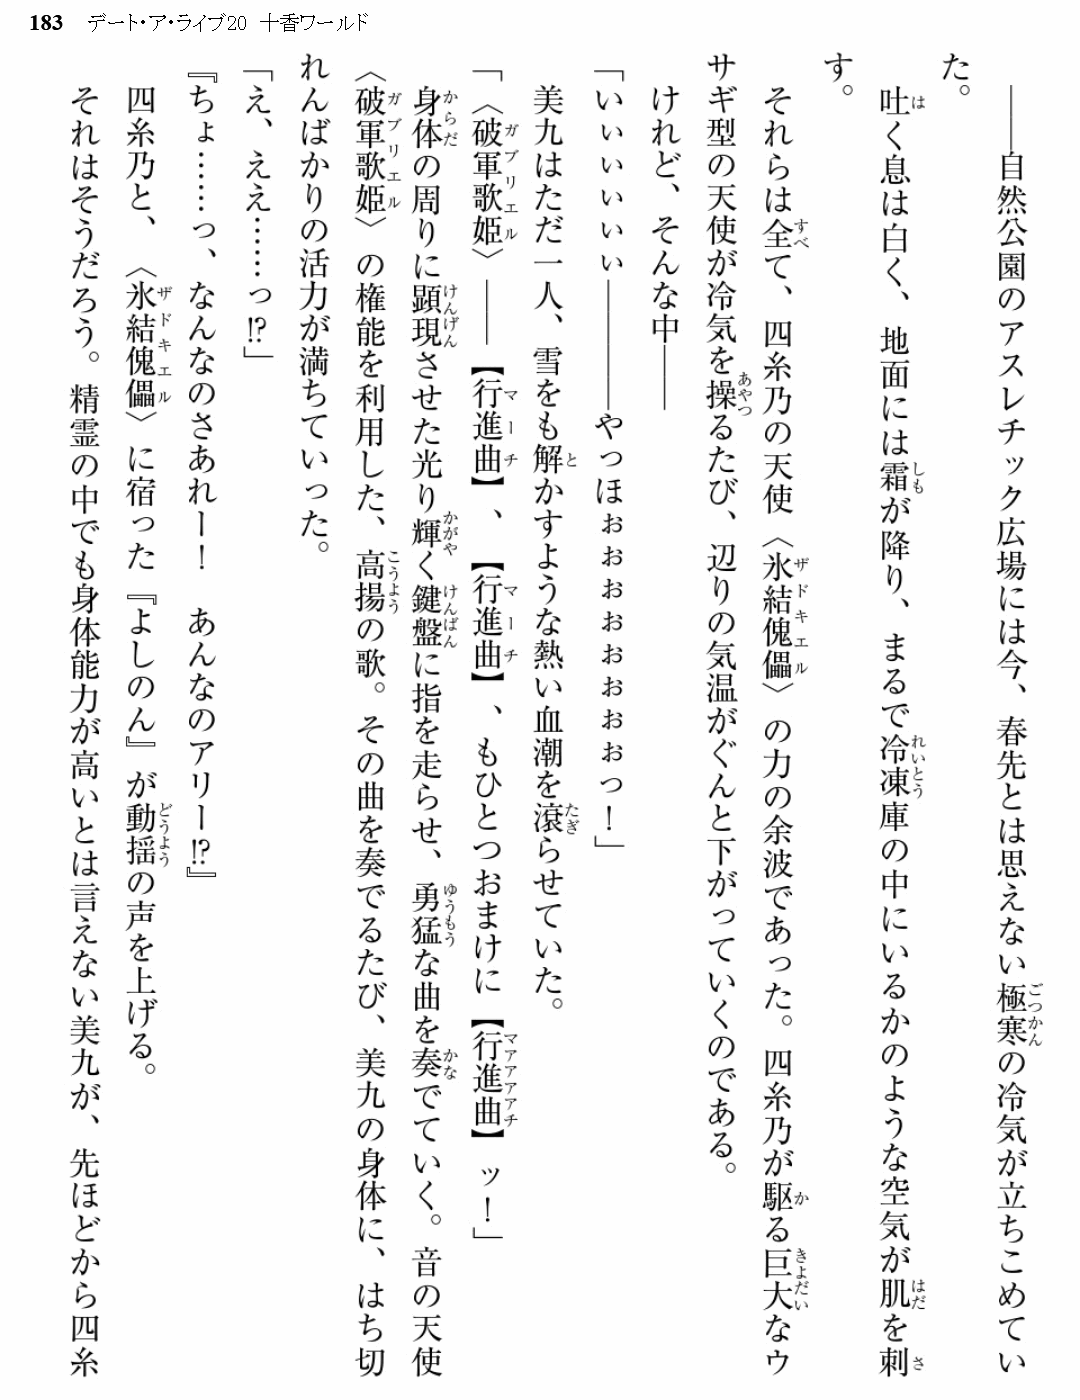 183 デート・ア・ライブ20 十香ワールド
――自然公園のアスレチック広場には今、春先とは思えない極寒の冷気が立ちこめてい
た。
吐く息は白く、地面には霜が降り、まるで冷凍庫の中にいるかのような空気が肌を刺
す。
それらは全て、四糸乃の天使〈氷結傀儡〉の力の余波であった。四糸乃が駆る巨大なウ
サギ型の天使が冷気を操るたび、辺りの気温がぐんと下がっていくのである。
けれど、そんな中――
「いぃぃぃぃぃ――――やっほぉぉぉぉぉぉぉぉっ！」
美九はただ一人、雪をも解かすような熱い血潮を滾らせていた。
「〈破軍歌姫〉――【行進曲】、【行進曲】、もひとつおまけに【行進曲】ッ！」
身体の周りに顕現させた光り輝く鍵盤に指を走らせ、勇猛な曲を奏でていく。音の天使
〈破軍歌姫〉の権能を利用した、高揚の歌。その曲を奏でるたび、美九の身体に、はち切
れんばかりの活力が満ちていった。
「え、ええ……っ!?」
『ちょ……っ、なんなのさあれー！　あんなのアリー!?』
四糸乃と、〈氷結傀儡〉に宿った『よしのん』が動揺の声を上げる。
それはそうだろう。精霊の中でも身体能力が高いとは言えない美九が、先ほどから四糸